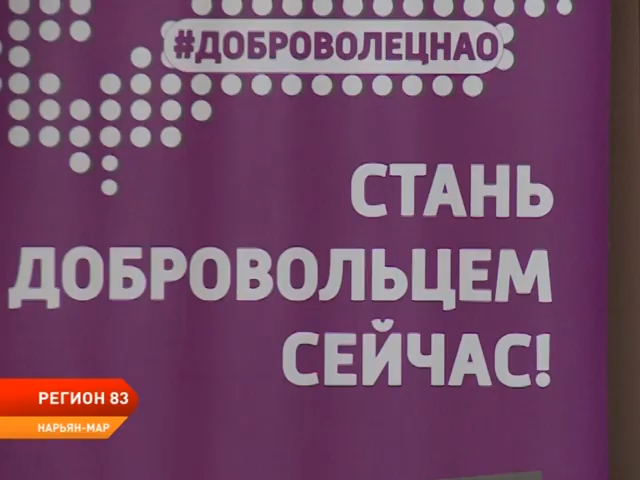 #ДОБРОВОЛЕЦНАО
СТАНЬ
ДОБРОВОЛЬЦЕМ
СЕЙЧАС!
РЕГИОН 83
НАРЬЯН-МАР